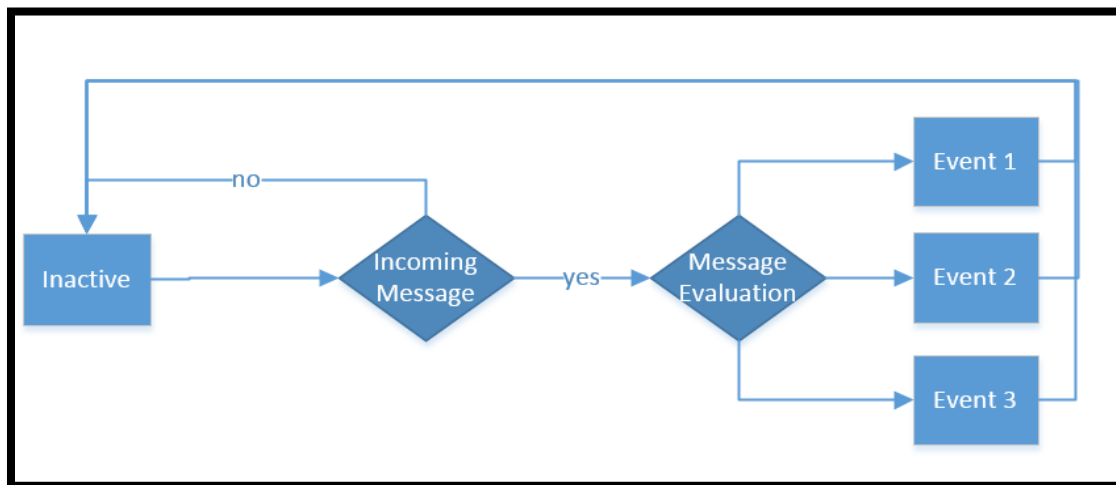 no
Inactive
Incoming
Message
yes
Message
Evaluation
Event 1
Event 2
Event 3